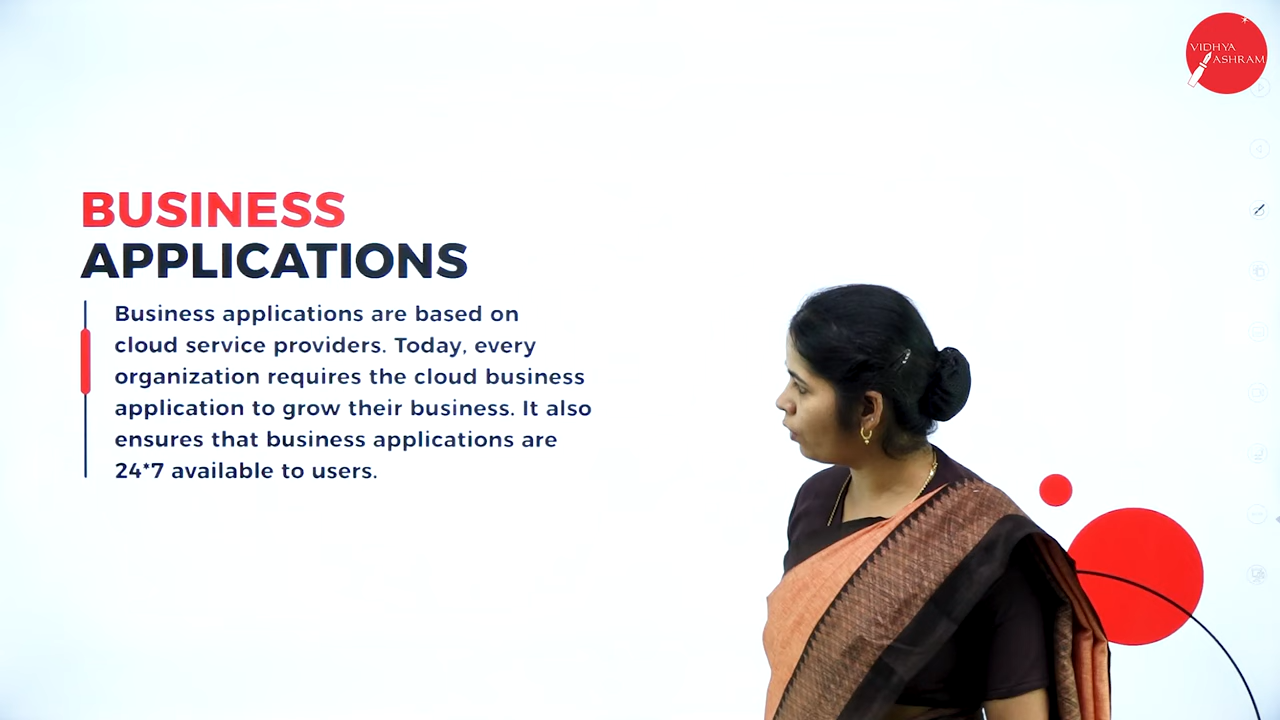 VIDHYA
ASHRAM
BUSINESS
APPLICATIONS
Business applications are based on
cloud service providers. Today, every
organization requires the cloud business
application to grow their business. It also
ensures that business applications are
24*7 available to users.